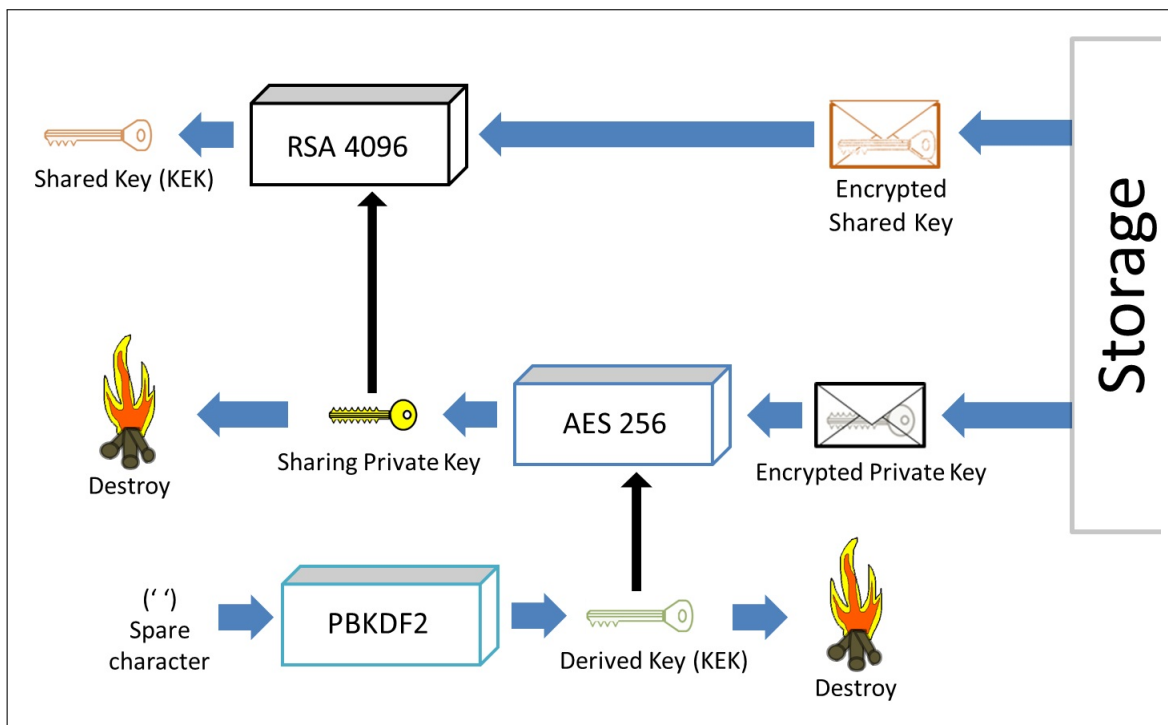 RSA 4096
Shared Key (KEK)
Encrypted
Shared Key
Storage
AES 256
Sharing Private Key
Encrypted Private Key
Destroy
(‘ ‘)
Spare
character
PBKDF2
Derived Key (KEK)
Destroy